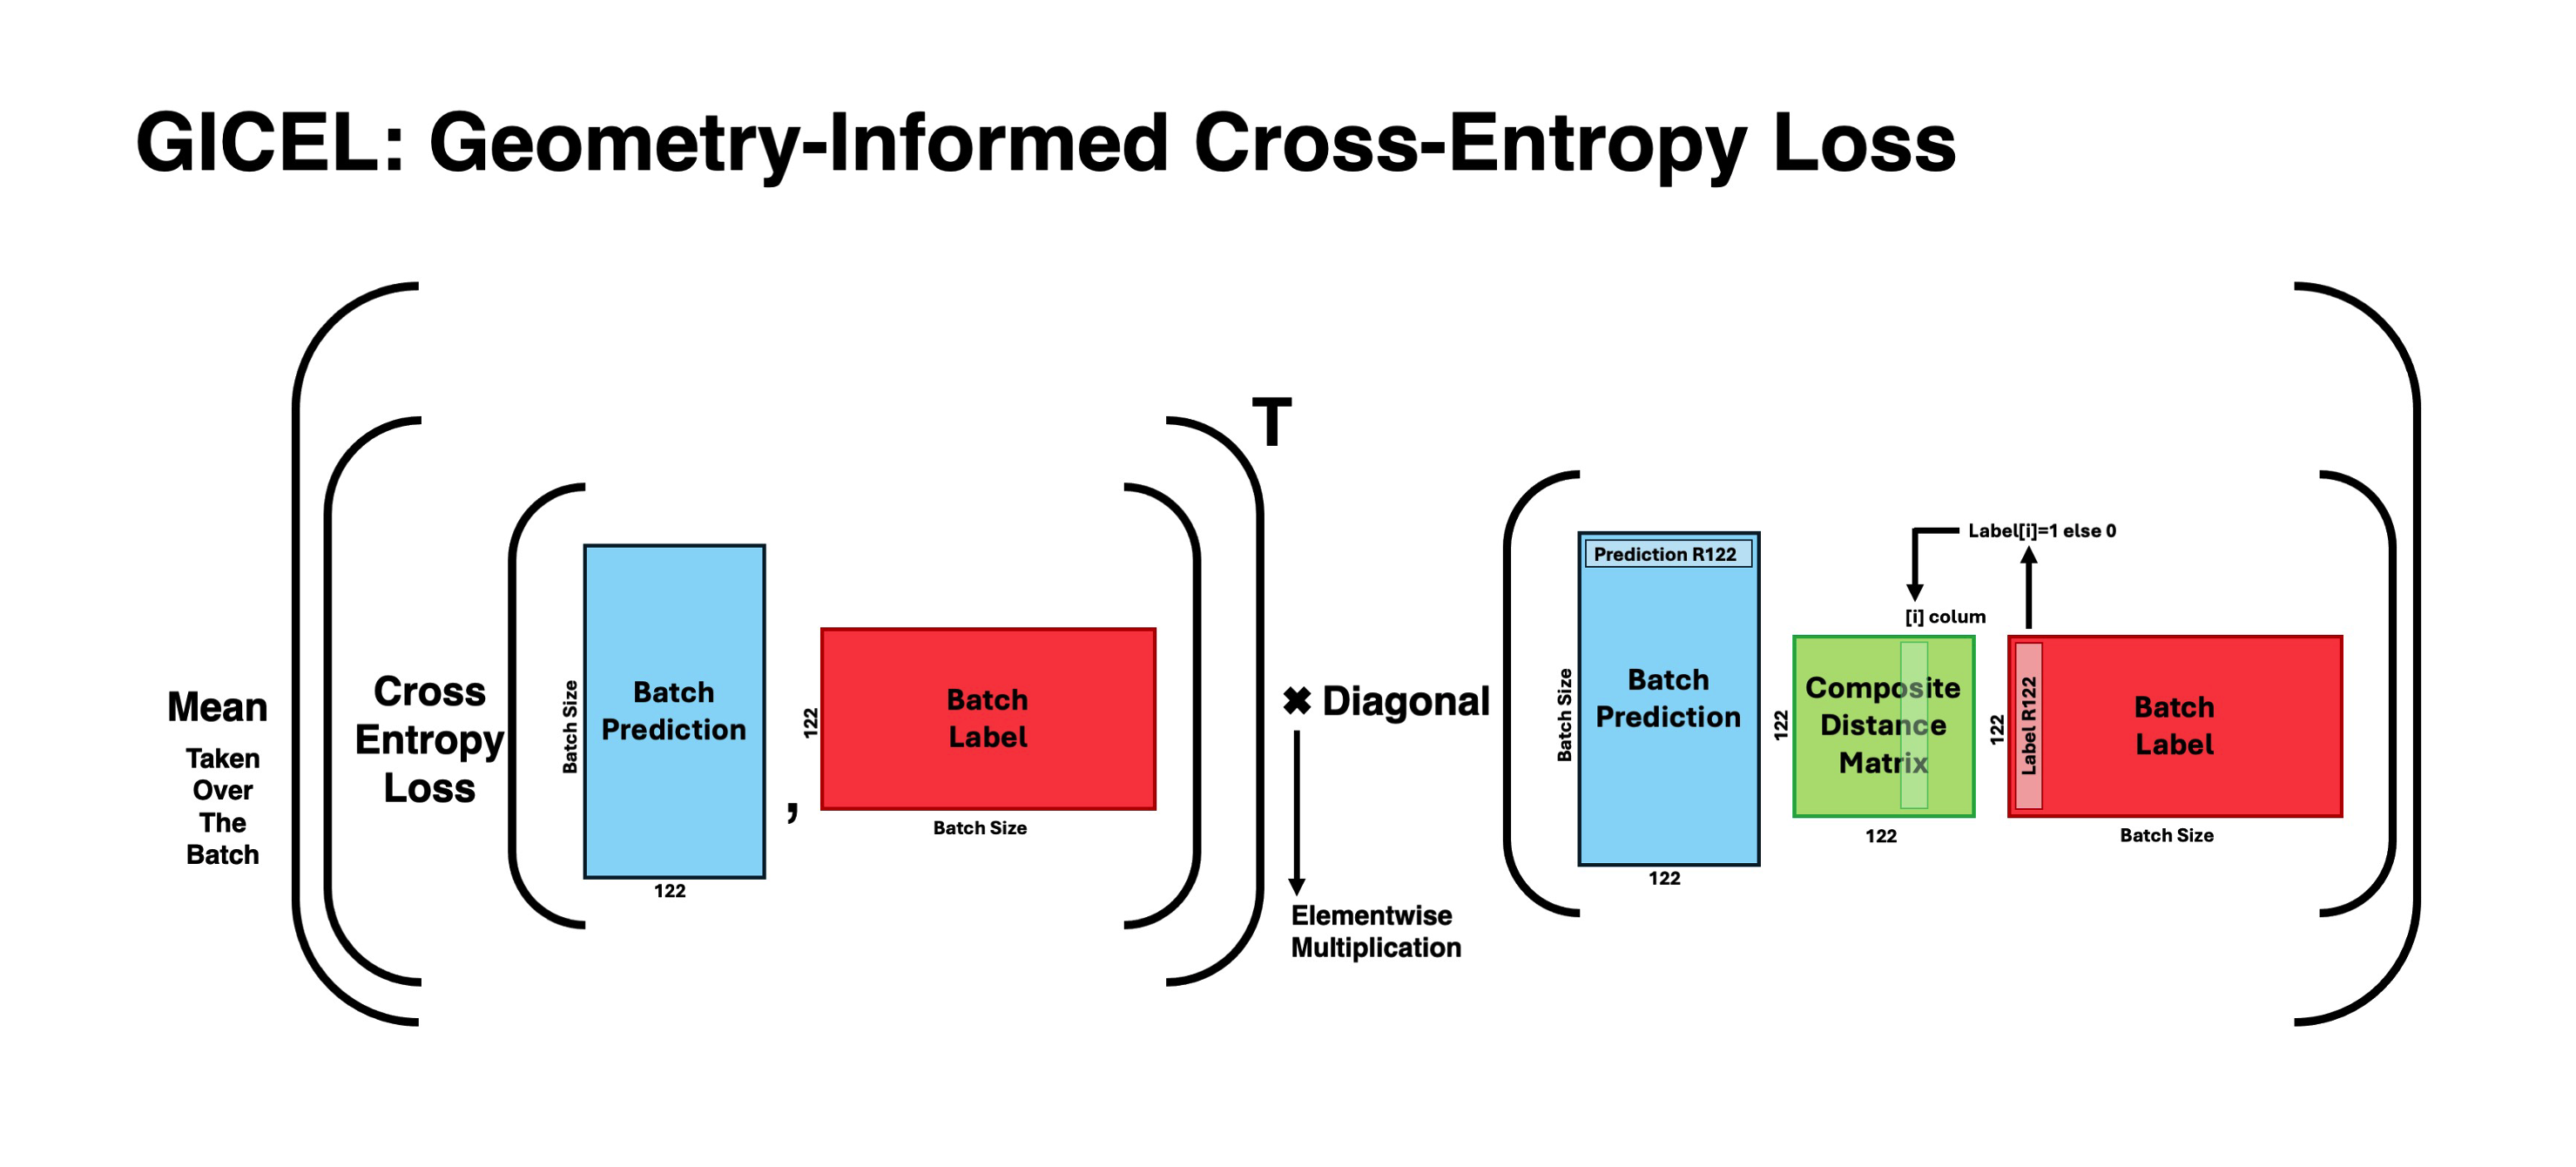 GICEL: Geometry-Informed Cross-Entropy Loss
Mean
Taken
Over
The
Batch
Cross
Entropy
Loss
Batch Size
Batch
Prediction
122
,
122
Batch
Label
Batch Size
T
✖ Diagonal
Elementwise
Multiplication
Batch Size
Prediction R122
Batch
Prediction
122
Label[i]=1 else 0
[i] colum
122
Composite
Distance
Matrix
122
122
Label R122
Batch
Label
Batch Size